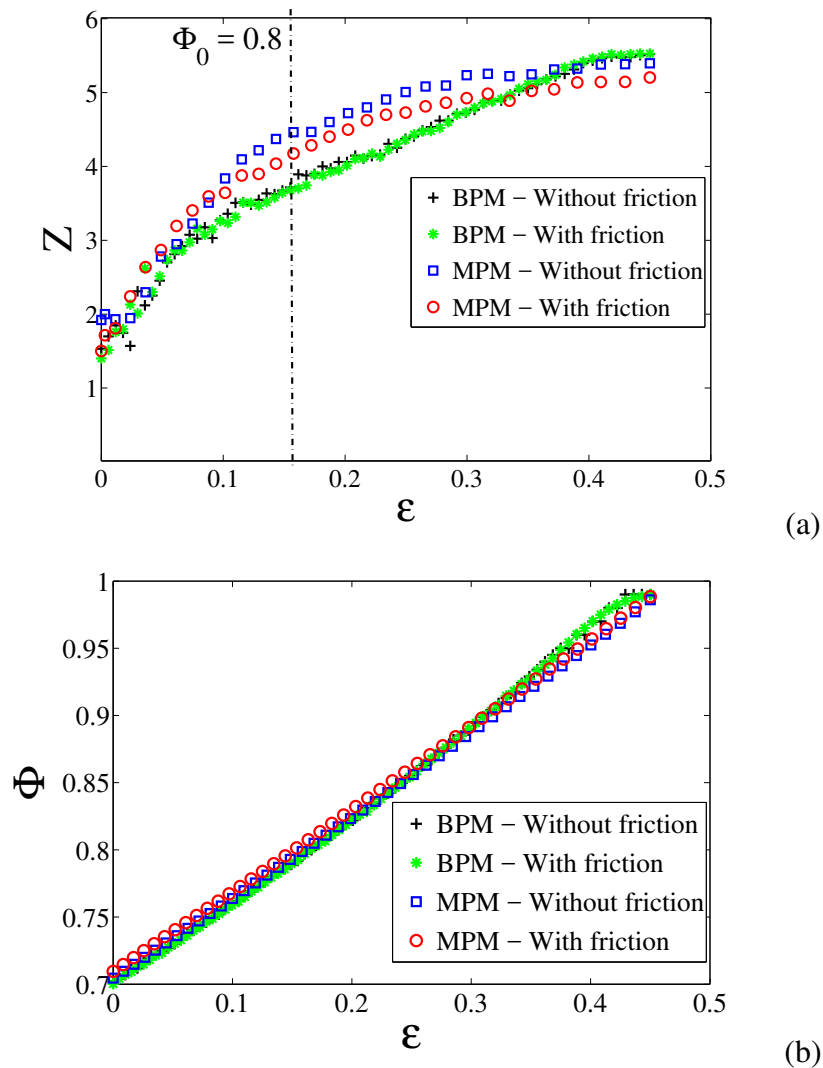 6
5
4
3
2
1
Z
Φ0 = 0.8
BPM − Without friction
BPM − With friction
MPM − Without friction
MPM − With friction
0
0.1
0.2
0.3
0.4
0.5
ε
(a)
1
0.95
0.9
0.85
0.8
0.75
0.7
Φ
BPM − Without friction
BPM − With friction
MPM − Without friction
MPM − With friction
0
0.1
0.2
0.3
0.4
0.5
ε
(b)